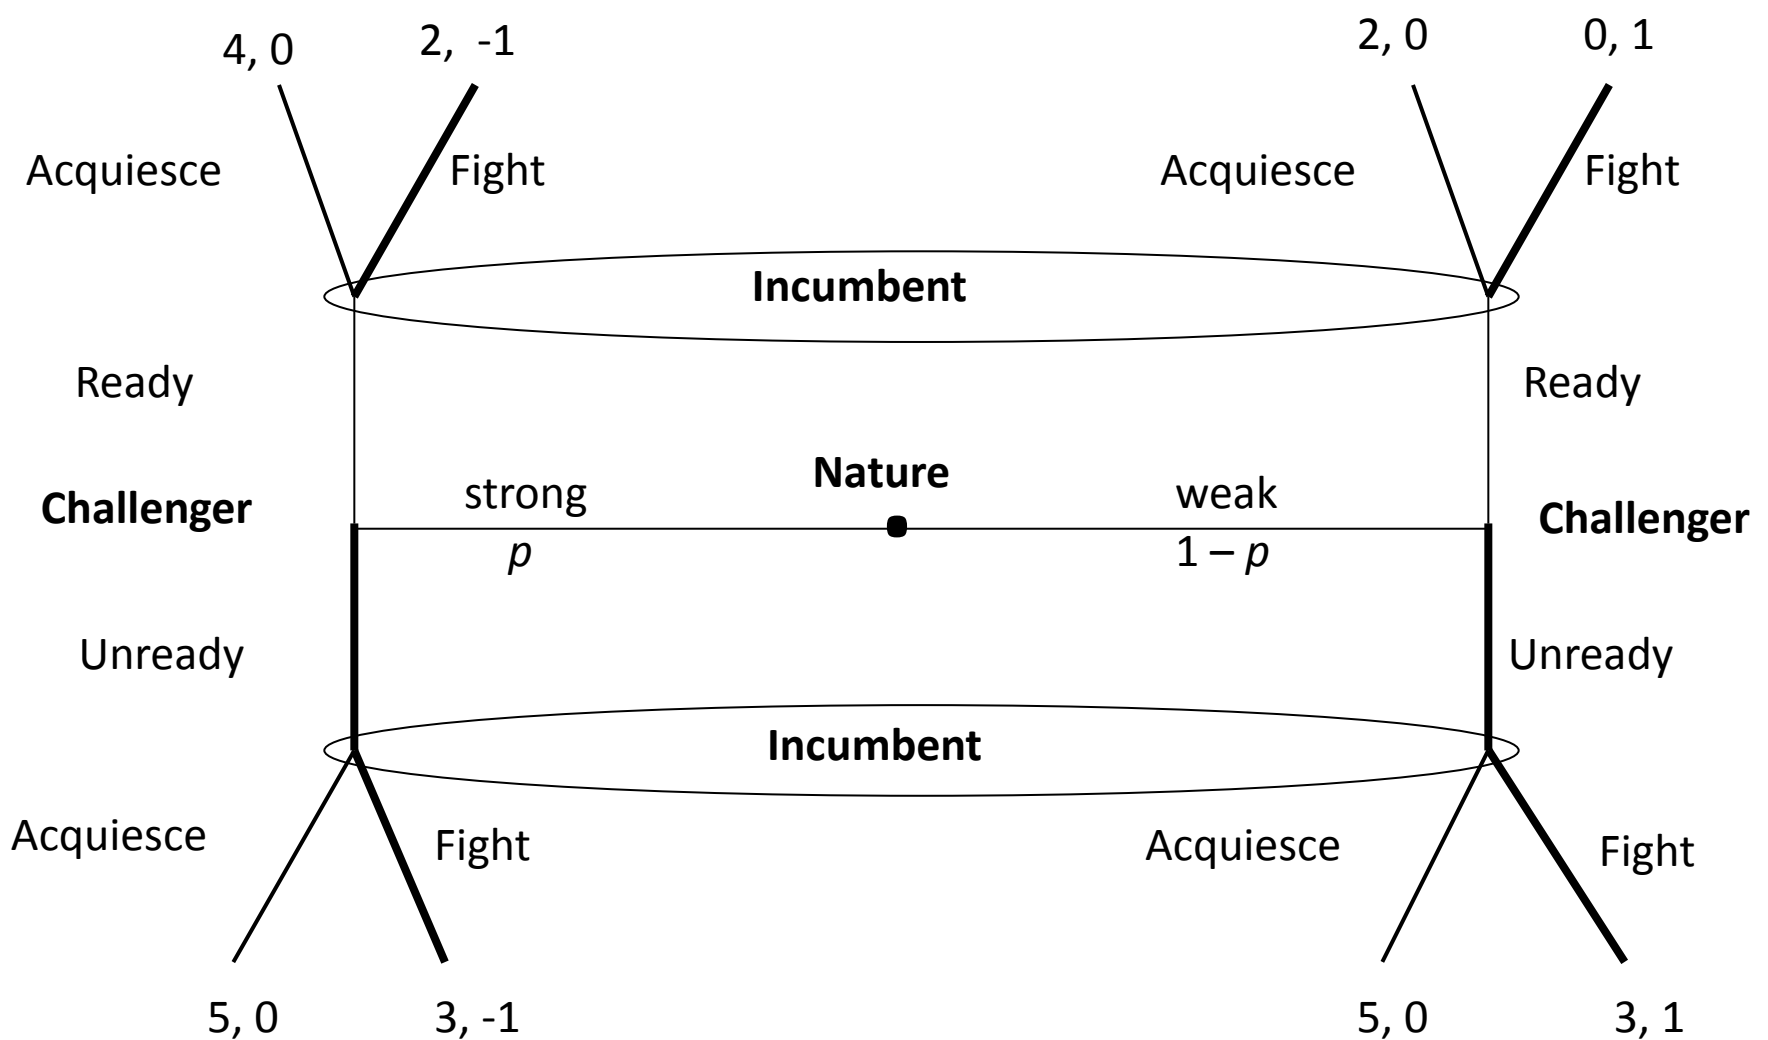 4, 0
2, -1
2, 0
0, 1
Acquiesce
Fight
Acquiesce
Fight
Incumbent
Ready
Ready
Nature
strong
weak
Challenger
Challenger
p
1 – p
Unready
Unready
Incumbent
Acquiesce
Fight
Acquiesce
Fight
5, 0
3, -1
5, 0
3, 1